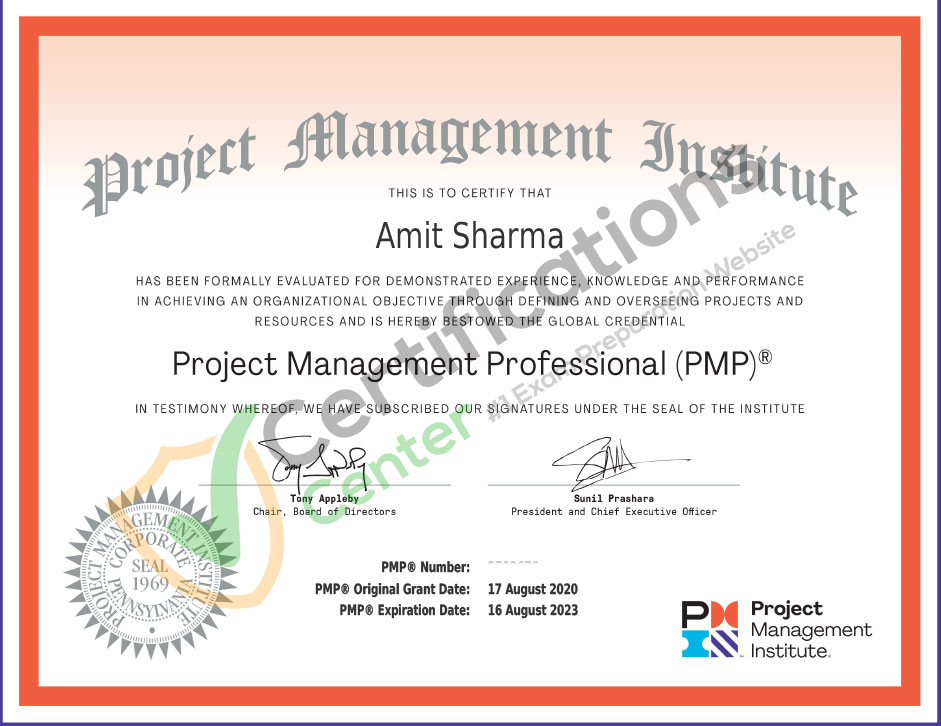 Project Management Institute
THIS IS TO CERTIFY THAT
Amit Sharma
HAS BEEN FORMALLY EVALUATED FOR DEMONSTRATED EXPERIENCE, KNOWLEDGE AND PERFORMANCE
IN ACHIEVING AN ORGANIZATIONAL OBJECTIVE THROUGH DEFINING AND OVERSEEING PROJECTS AND
RESOURCES AND IS HEREBY BESTOWED THE GLOBAL CREDENTIAL
Project Management Professional (PMP)®
IN TESTIMONY WHEREOF, WE HAVE SUBSCRIBED OUR SIGNATURES UNDER THE SEAL OF THE INSTITUTE
Certifications
Center
#1 Exam Preparation Website
Tony Appleby
Chair, Board of Directors
Sunil Prashara
President and Chief Executive Officer
PROJECT MANAGEMENT INSTITUTE
CORPORATE
SEAL
1969
PENNSYLVANIA
PMP® Number:
PMP® Original Grant Date: 17 August 2020
PMP® Expiration Date: 16 August 2023
Project
Management
Institute.